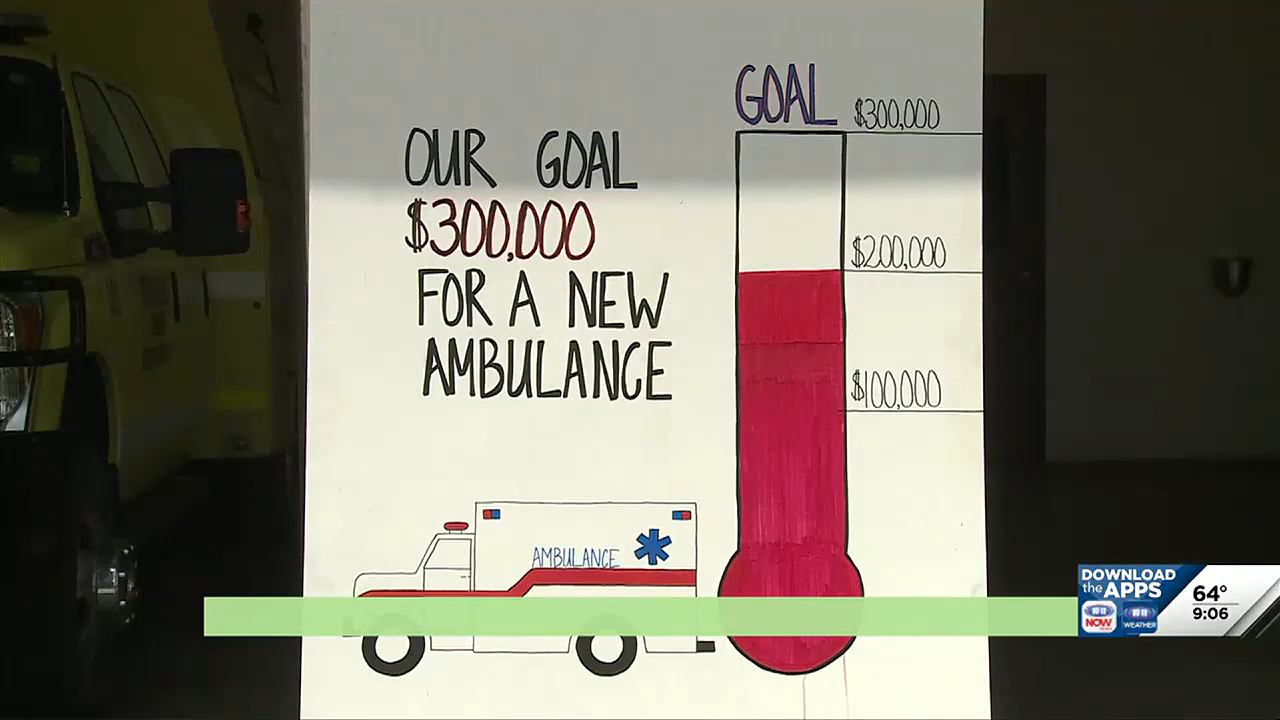 GOAL
$300,000
OUR GOAL
$300,000
FOR A NEW
AMBULANCE
$200,000
$100,000
AMBULANCE
DOWNLOAD
the APPS
NOW
WEATHER
64°
9:06